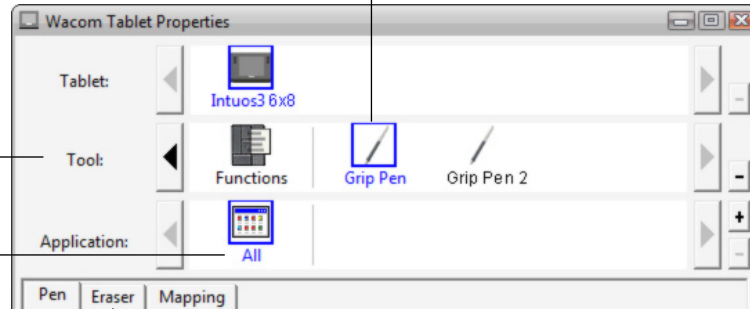 Wacom Tablet Properties
Tablet:
Intuos3 6x8
Tool:
Functions
Grip Pen
Grip Pen 2
Application:
All
Pen
Eraser
Mapping